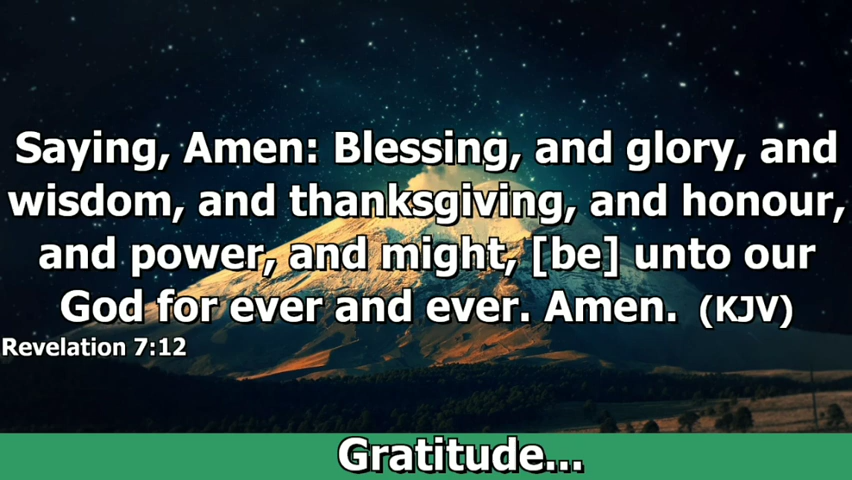 Saying, Amen: Blessing, and glory, and
wisdom, and thanksgiving, and honour,
and power, and might, [be] unto our
God for ever and ever. Amen. (KJV)
Revelation 7:12
Gratitude...